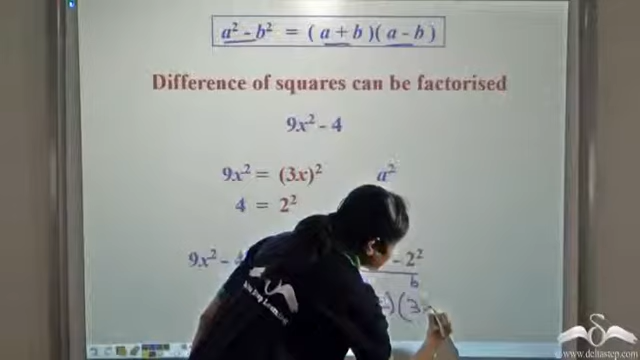 a² - b² = ( a + b )( a - b )
Difference of squares can be factorised
9x² - 4
9x² = (3x)² a²
4 = 2²
9x² - - 2²
b
) (3
www.deltastep.com